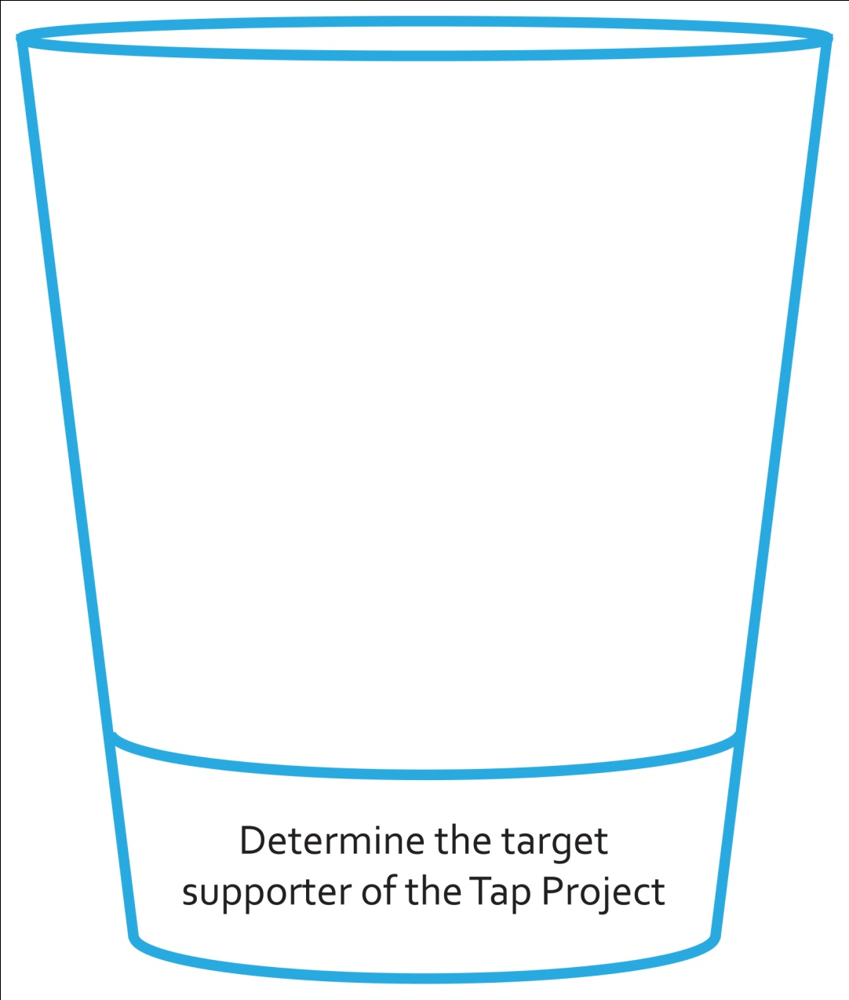 Determine the target
supporter of the Tap Project